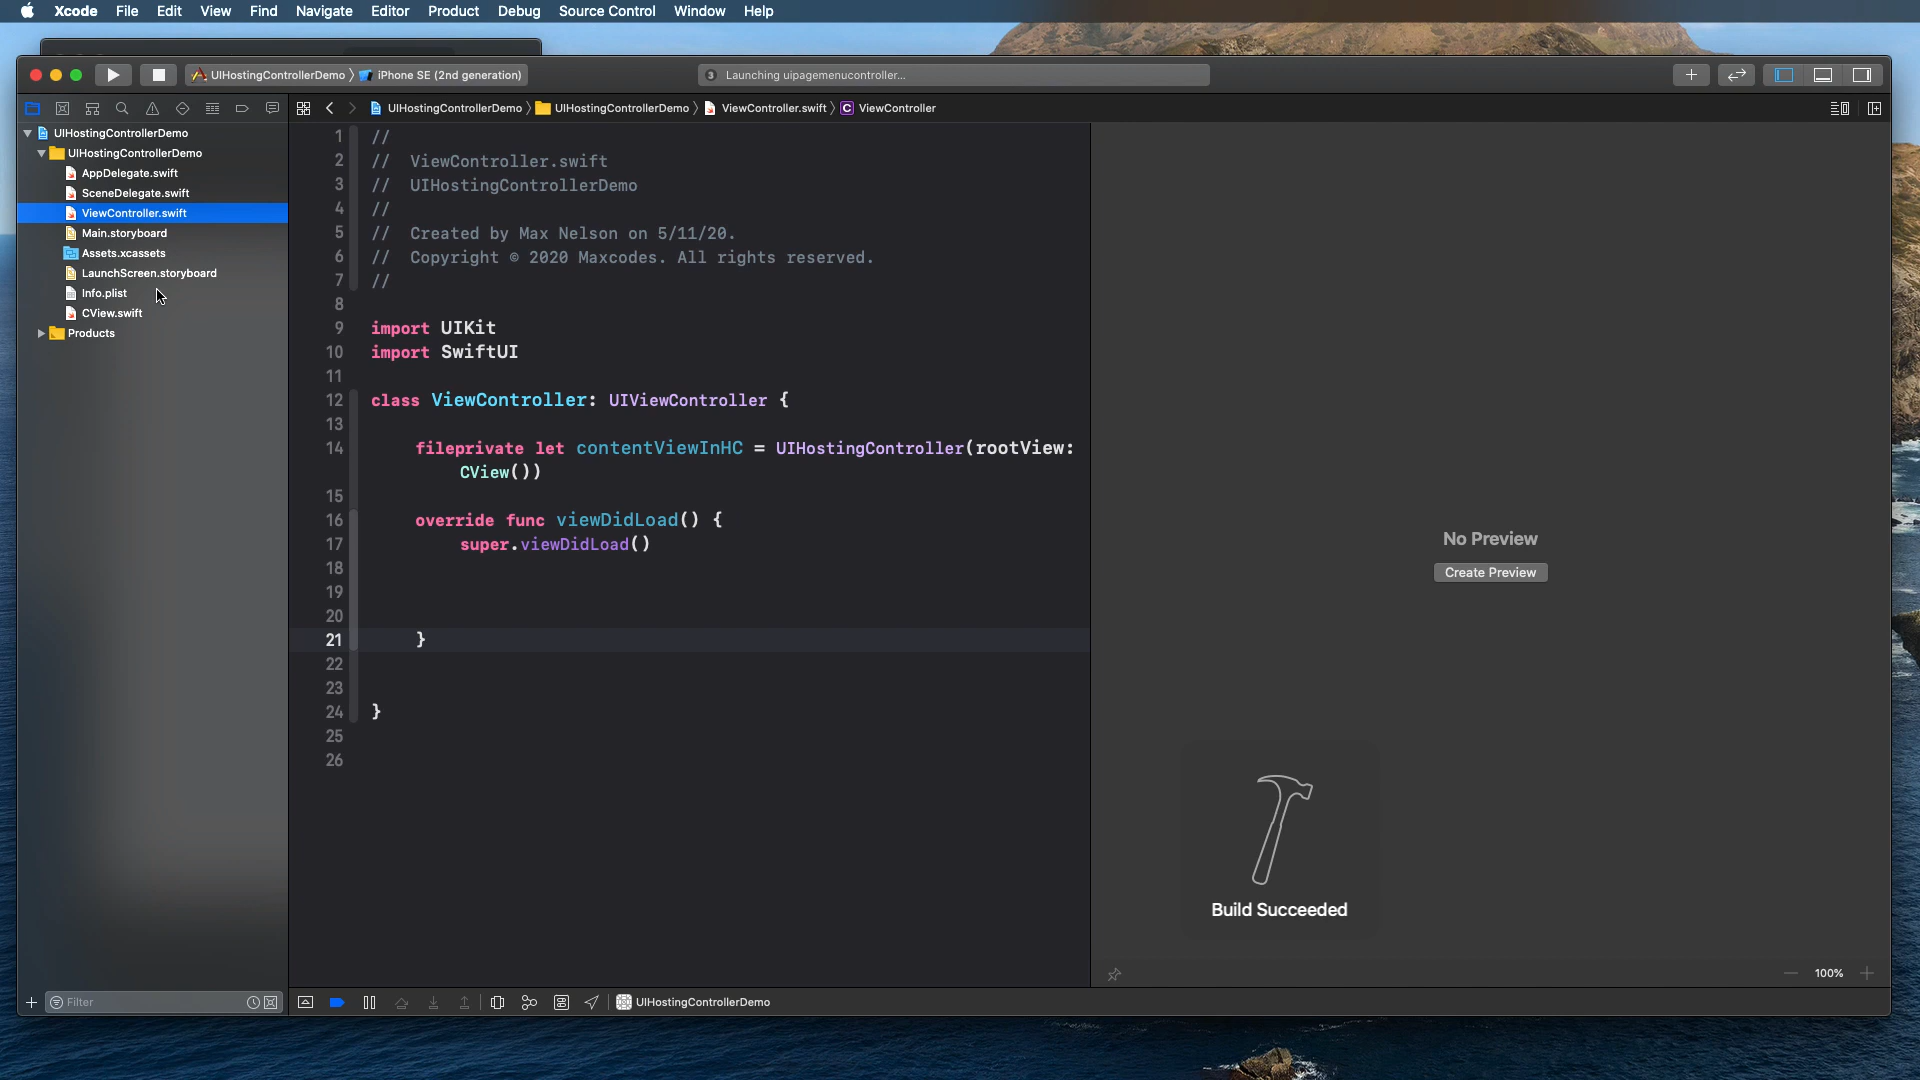 Xcode File Edit View Find Navigate Editor Product Debug Source Control Window Help
UIHostingControllerDemo iPhone SE (2nd generation)
3 Launching uipagemenucontroller...
UIHostingControllerDemo UIHostingControllerDemo ViewController.swift C ViewController
UIHostingControllerDemo
UIHostingControllerDemo
AppDelegate.swift
SceneDelegate.swift
ViewController.swift
Main.storyboard
Assets.xcassets
LaunchScreen.storyboard
Info.plist
CView.swift
Products
1 //
2 // ViewController.swift
3 // UIHostingControllerDemo
4 //
5 // Created by Max Nelson on 5/11/20.
6 // Copyright © 2020 Maxcodes. All rights reserved.
7 //
8
9 import UIKit
10 import SwiftUI
11
12 class ViewController: UIViewController {
13
14 fileprivate let contentViewInHC = UIHostingController(rootView:
CView())
15
16 override func viewDidLoad() {
17 super.viewDidLoad()
18
19
20
21 }
22
23
24 }
25
26
No Preview
Create Preview
Build Succeeded
100%
Filter
UIHostingControllerDemo